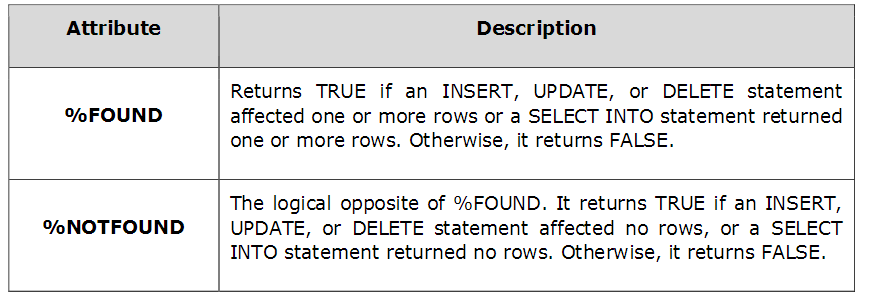 Attribute
Description
%FOUND
Returns TRUE if an INSERT, UPDATE, or DELETE statement
affected one or more rows or a SELECT INTO statement returned
one or more rows. Otherwise, it returns FALSE.
%NOTFOUND
The logical opposite of %FOUND. It returns TRUE if an INSERT,
UPDATE, or DELETE statement affected no rows, or a SELECT
INTO statement returned no rows. Otherwise, it returns FALSE.